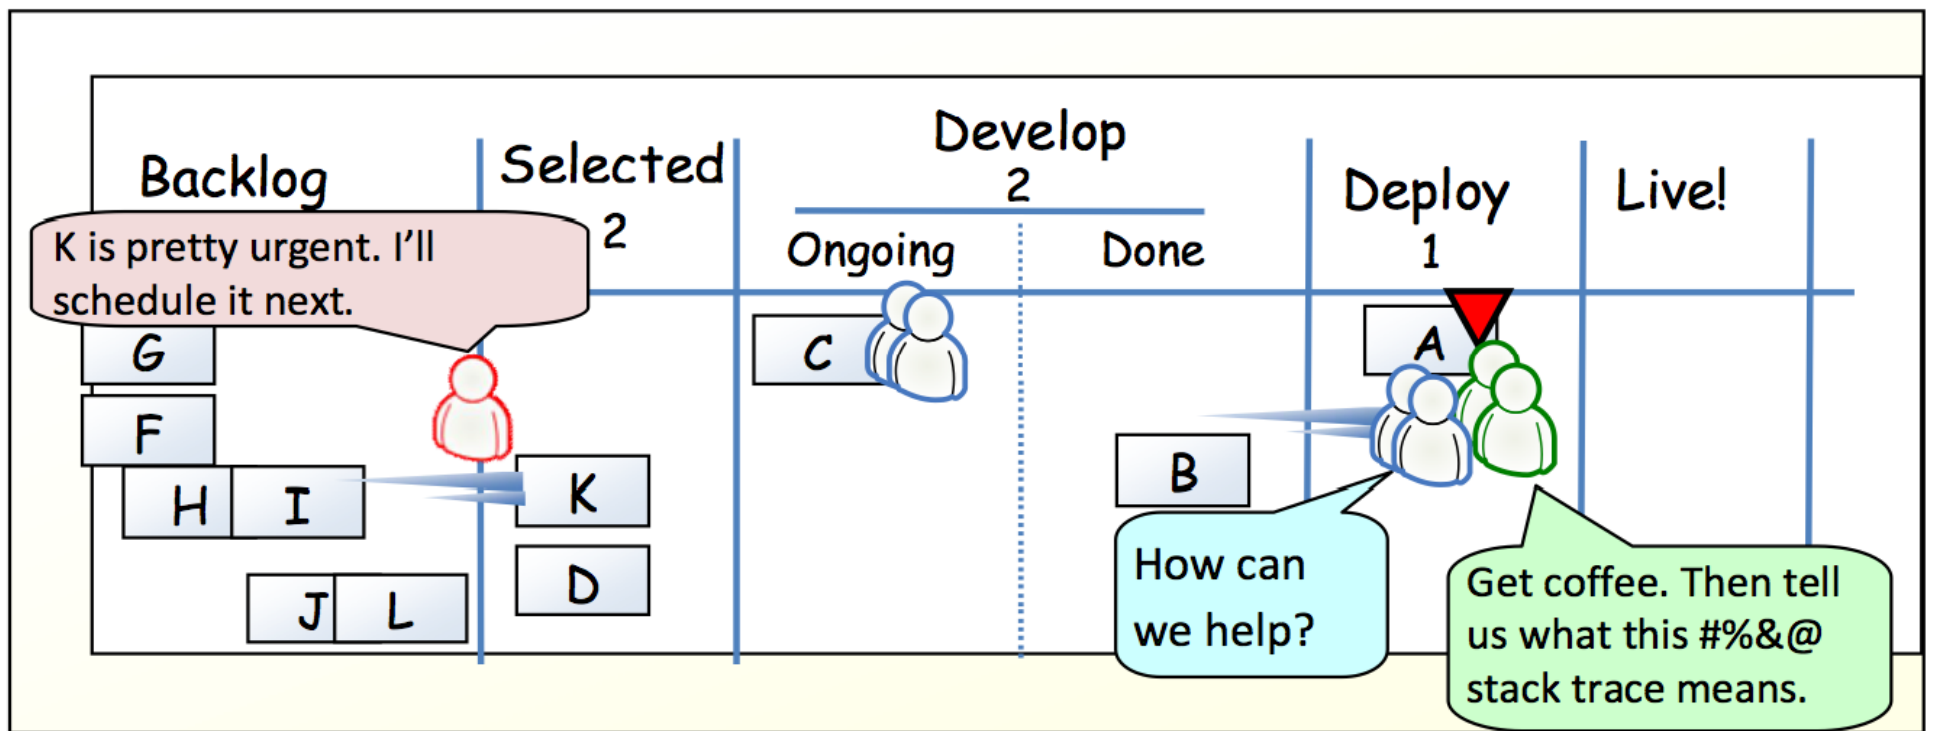 Backlog
Selected
2
Develop
2
Ongoing
Done
Deploy
1
Live!
K is pretty urgent. I’ll
schedule it next.
G
F
H
I
J
L
K
D
C
B
A
How can
we help?
Get coffee. Then tell
us what this #%&@
stack trace means.